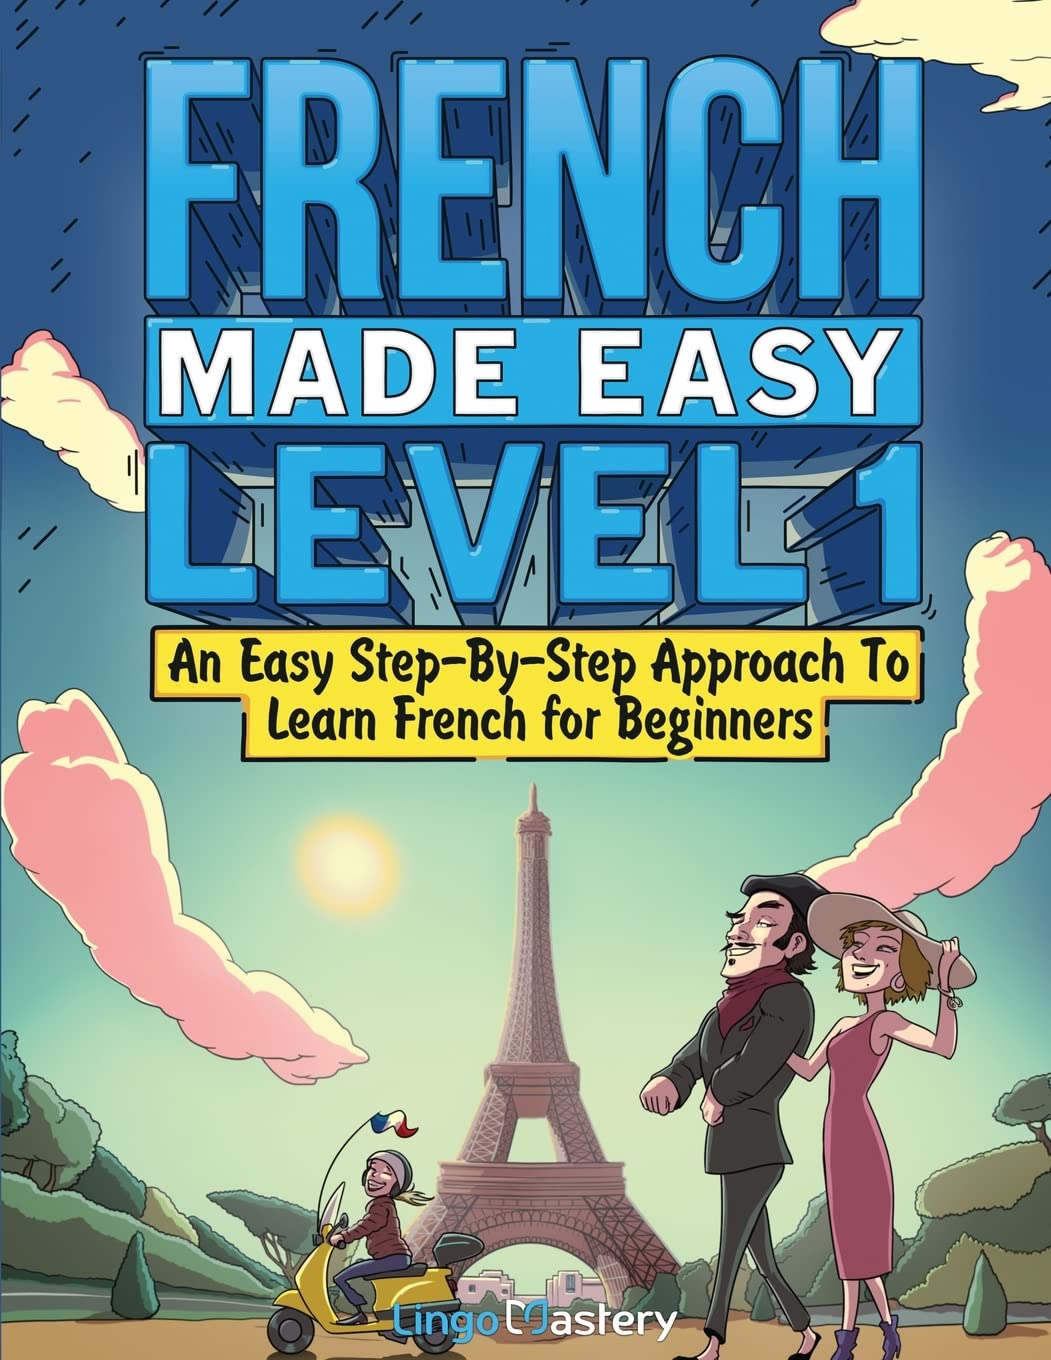 FRENCH
MADE EASY
LEVEL 1
An Easy Step-By-Step Approach To
Learn French for Beginners
LingoMastery